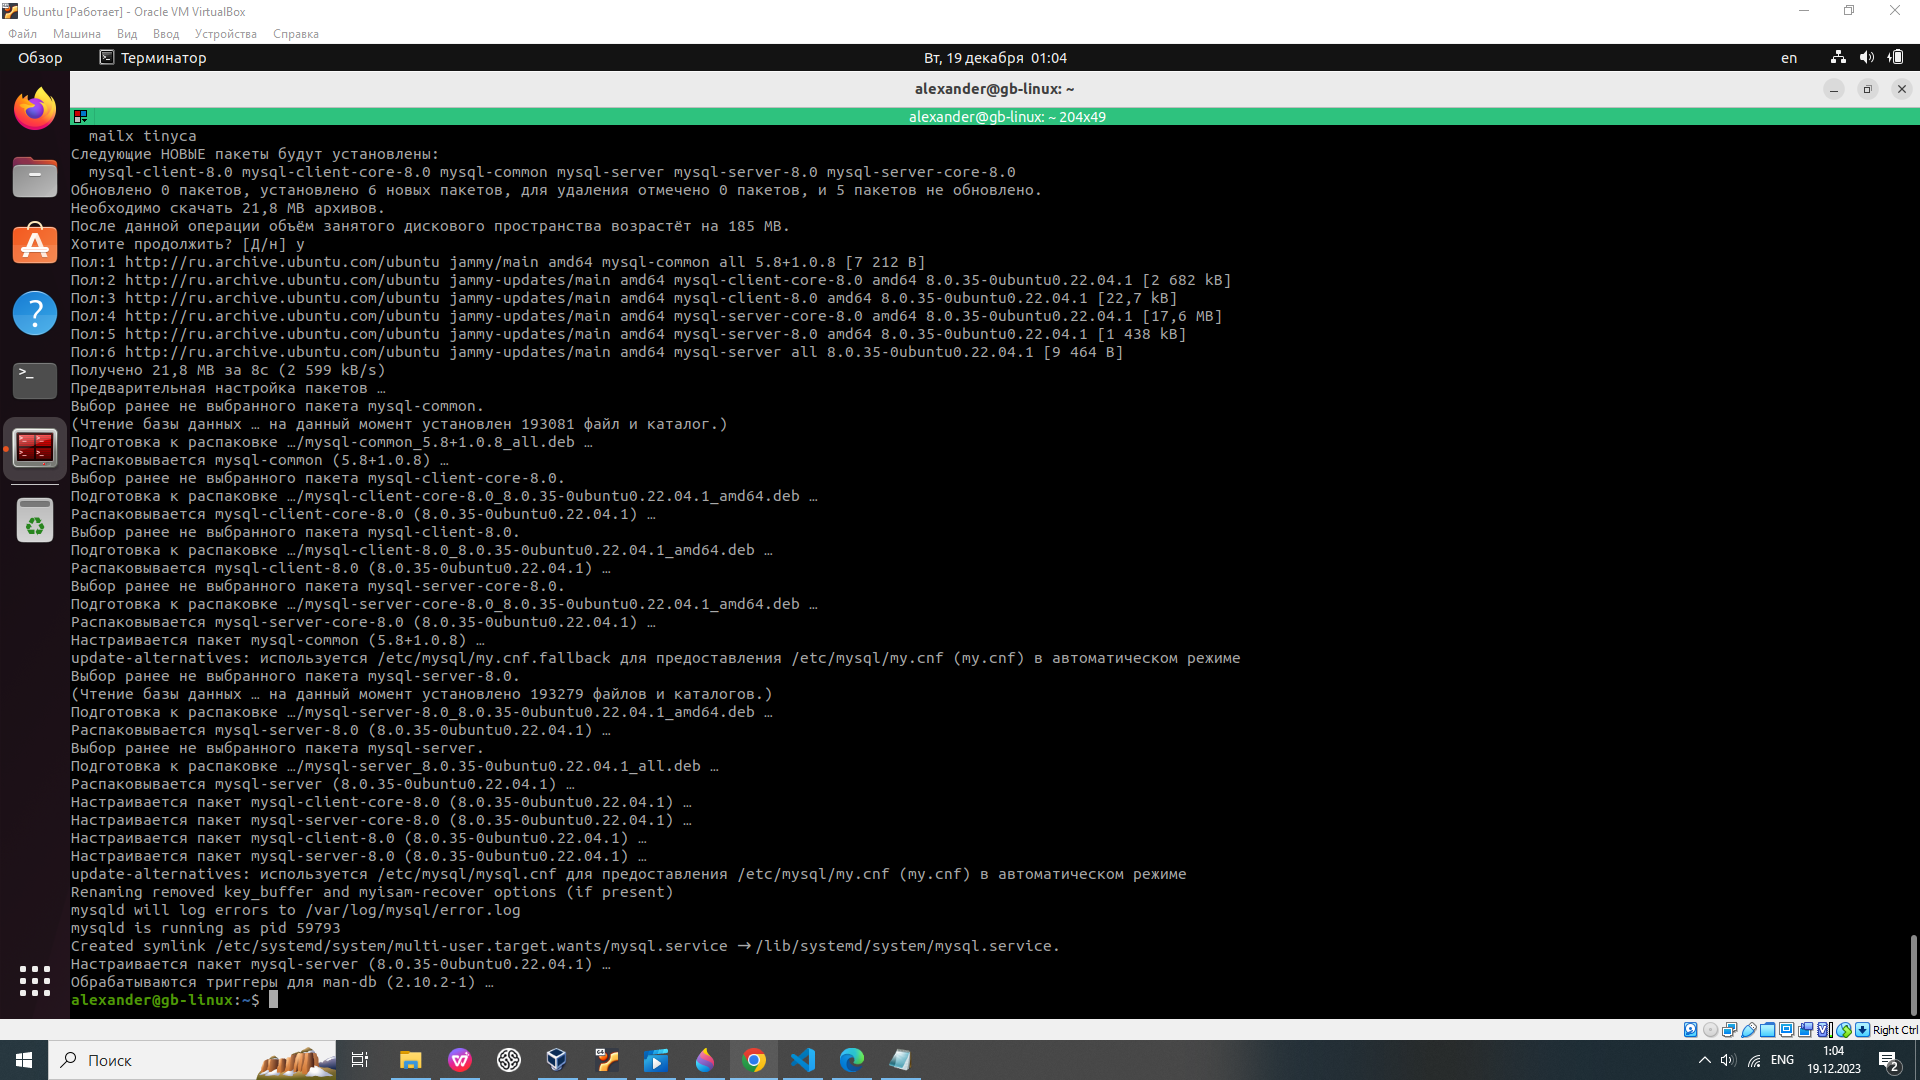 Ubuntu [Работает] - Oracle VM VirtualBox
Файл Машина Вид Ввод Устройства Справка
Обзор Терминатор Вт, 19 декабря 01:04 en
alexander@gb-linux: ~
alexander@gb-linux: ~ 204x49
mailx tinyca
Следующие НОВЫЕ пакеты будут установлены:
mysql-client-8.0 mysql-client-core-8.0 mysql-common mysql-server mysql-server-8.0 mysql-server-core-8.0
Обновлено 0 пакетов, установлено 6 новых пакетов, для удаления отмечено 0 пакетов, и 5 пакетов не обновлено.
Необходимо скачать 21,8 MB архивов.
После данной операции объём занятого дискового пространства возрастёт на 185 MB.
Хотите продолжить? [Д/н] y
Пол:1 http://ru.archive.ubuntu.com/ubuntu jammy/main amd64 mysql-common all 5.8+1.0.8 [7 212 B]
Пол:2 http://ru.archive.ubuntu.com/ubuntu jammy-updates/main amd64 mysql-client-core-8.0 amd64 8.0.35-0ubuntu0.22.04.1 [2 682 kB]
Пол:3 http://ru.archive.ubuntu.com/ubuntu jammy-updates/main amd64 mysql-client-8.0 amd64 8.0.35-0ubuntu0.22.04.1 [22,7 kB]
Пол:4 http://ru.archive.ubuntu.com/ubuntu jammy-updates/main amd64 mysql-server-core-8.0 amd64 8.0.35-0ubuntu0.22.04.1 [17,6 MB]
Пол:5 http://ru.archive.ubuntu.com/ubuntu jammy-updates/main amd64 mysql-server-8.0 amd64 8.0.35-0ubuntu0.22.04.1 [1 438 kB]
Пол:6 http://ru.archive.ubuntu.com/ubuntu jammy-updates/main amd64 mysql-server all 8.0.35-0ubuntu0.22.04.1 [9 464 B]
Получено 21,8 MB за 8с (2 599 kB/s)
Предварительная настройка пакетов …
Выбор ранее не выбранного пакета mysql-common.
(Чтение базы данных … на данный момент установлен 193081 файл и каталог.)
Подготовка к распаковке …/mysql-common_5.8+1.0.8_all.deb …
Распаковывается mysql-common (5.8+1.0.8) …
Выбор ранее не выбранного пакета mysql-client-core-8.0.
Подготовка к распаковке …/mysql-client-core-8.0_8.0.35-0ubuntu0.22.04.1_amd64.deb …
Распаковывается mysql-client-core-8.0 (8.0.35-0ubuntu0.22.04.1) …
Выбор ранее не выбранного пакета mysql-client-8.0.
Подготовка к распаковке …/mysql-client-8.0_8.0.35-0ubuntu0.22.04.1_amd64.deb …
Распаковывается mysql-client-8.0 (8.0.35-0ubuntu0.22.04.1) …
Выбор ранее не выбранного пакета mysql-server-core-8.0.
Подготовка к распаковке …/mysql-server-core-8.0_8.0.35-0ubuntu0.22.04.1_amd64.deb …
Распаковывается mysql-server-core-8.0 (8.0.35-0ubuntu0.22.04.1) …
Настраивается пакет mysql-common (5.8+1.0.8) …
update-alternatives: используется /etc/mysql/my.cnf.fallback для предоставления /etc/mysql/my.cnf (my.cnf) в автоматическом режиме
Выбор ранее не выбранного пакета mysql-server-8.0.
(Чтение базы данных … на данный момент установлено 193279 файлов и каталогов.)
Подготовка к распаковке …/mysql-server-8.0_8.0.35-0ubuntu0.22.04.1_amd64.deb …
Распаковывается mysql-server-8.0 (8.0.35-0ubuntu0.22.04.1) …
Выбор ранее не выбранного пакета mysql-server.
Подготовка к распаковке …/mysql-server_8.0.35-0ubuntu0.22.04.1_all.deb …
Распаковывается mysql-server (8.0.35-0ubuntu0.22.04.1) …
Настраивается пакет mysql-client-core-8.0 (8.0.35-0ubuntu0.22.04.1) …
Настраивается пакет mysql-server-core-8.0 (8.0.35-0ubuntu0.22.04.1) …
Настраивается пакет mysql-client-8.0 (8.0.35-0ubuntu0.22.04.1) …
Настраивается пакет mysql-server-8.0 (8.0.35-0ubuntu0.22.04.1) …
update-alternatives: используется /etc/mysql/mysql.cnf для предоставления /etc/mysql/my.cnf (my.cnf) в автоматическом режиме
Renaming removed key_buffer and myisam-recover options (if present)
mysqld will log errors to /var/log/mysql/error.log
mysqld is running as pid 59793
Created symlink /etc/systemd/system/multi-user.target.wants/mysql.service → /lib/systemd/system/mysql.service.
Настраивается пакет mysql-server (8.0.35-0ubuntu0.22.04.1) …
Обрабатываются триггеры для man-db (2.10.2-1) …
alexander@gb-linux:~$
Right Ctrl
Поиск
ENG
1:04
19.12.2023
2